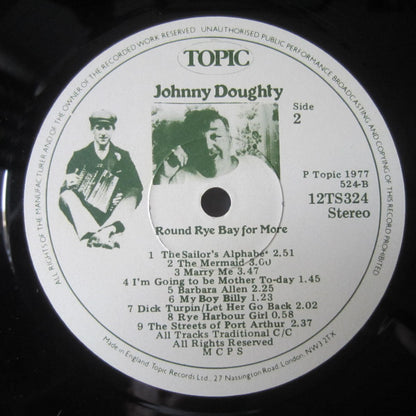 ALL RIGHTS OF THE MANUFACTURER AND OF THE OWNER OF THE RECORDED WORK RESERVED. UNAUTHORISED PUBLIC PERFORMANCE BROADCASTING AND COPYING OF THIS RECORD PROHIBITED
TOPIC
Johnny Doughty
Side
2
P Topic 1977
524-B
12TS324
Stereo
Round Rye Bay for More
1 The Sailor's Alphabet 2.51
2 The Mermaid 3.00
3 Marry Me 3.47
4 I'm Going to be Mother To-day 1.45
5 Barbara Allen 2.25
6 My Boy Billy 1.23
7 Dick Turpin/Let Her Go Back 2.02
8 Rye Harbour Girl 0.58
9 The Streets of Port Arthur 2.37
All Tracks Traditional C/C
All Rights Reserved
M C P S
Made in England. Topic Records Ltd., 27 Nassington Road, London, NW3 2TX